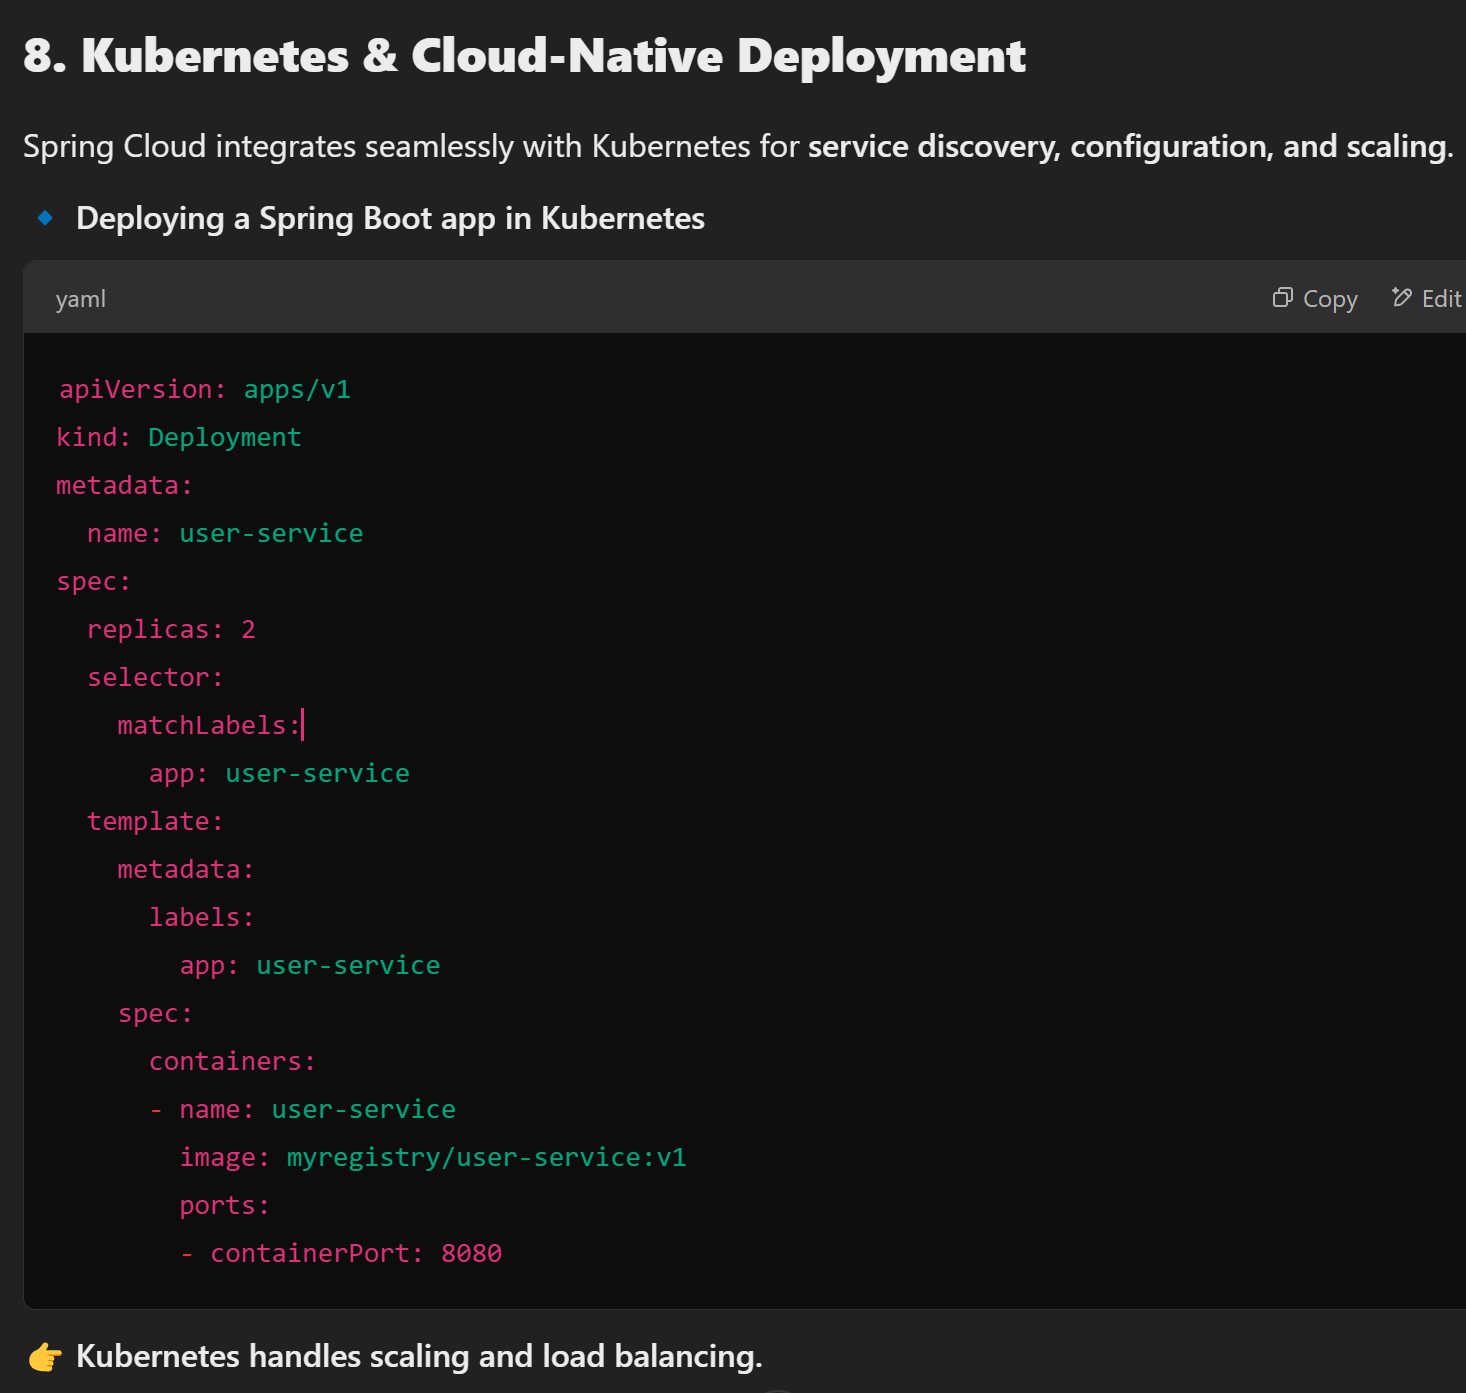 8. Kubernetes & Cloud-Native Deployment
Spring Cloud integrates seamlessly with Kubernetes for service discovery, configuration, and scaling.
🔹 Deploying a Spring Boot app in Kubernetes
yaml Copy Edit
apiVersion: apps/v1
kind: Deployment
metadata:
  name: user-service
spec:
  replicas: 2
  selector:
    matchLabels:
      app: user-service
  template:
    metadata:
      labels:
        app: user-service
    spec:
      containers:
      - name: user-service
        image: myregistry/user-service:v1
        ports:
        - containerPort: 8080
👉 Kubernetes handles scaling and load balancing.